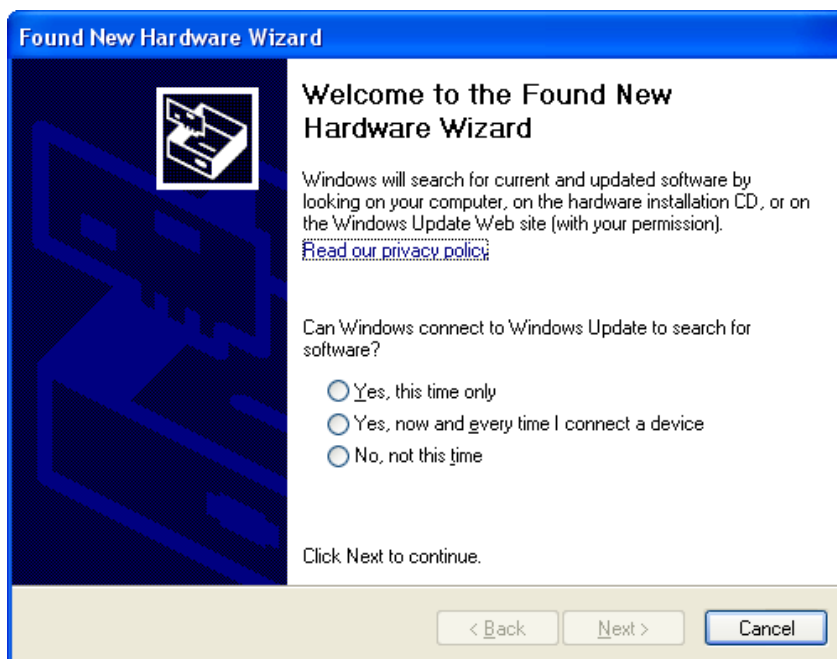 Found New Hardware Wizard
Welcome to the Found New
Hardware Wizard
Windows will search for current and updated software by
looking on your computer, on the hardware installation CD, or on
the Windows Update Web site (with your permission).
Read our privacy policy
Can Windows connect to Windows Update to search for
software?
Yes, this time only
Yes, now and every time I connect a device
No, not this time
Click Next to continue.
< Back Next > Cancel